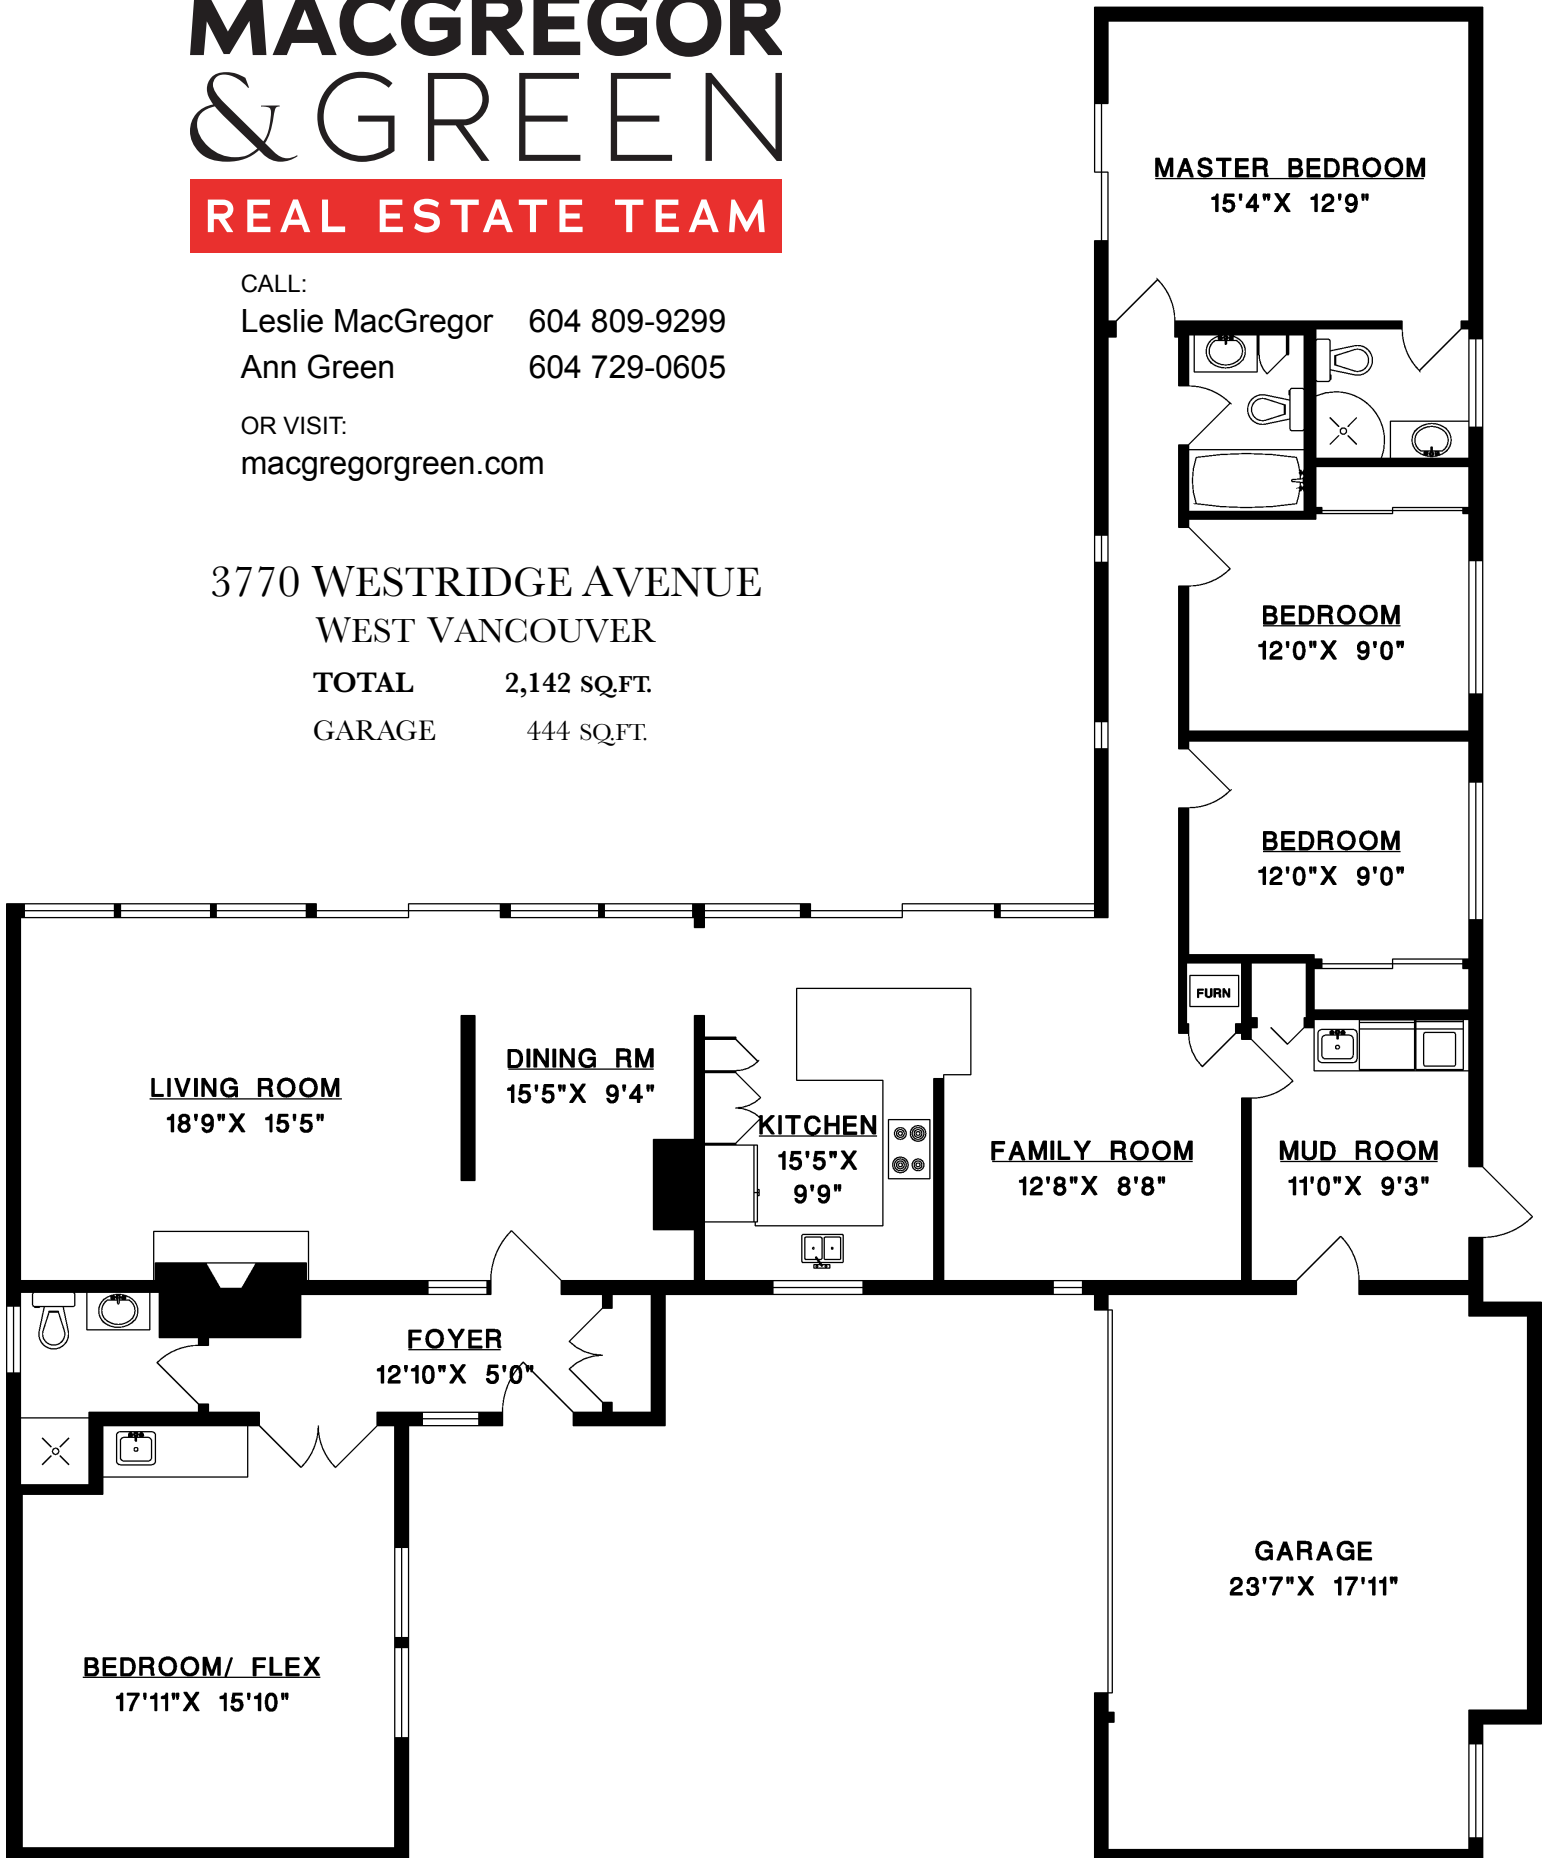 MACGREGOR
& GREEN
REAL ESTATE TEAM
CALL:
Leslie MacGregor 604 809-9299
Ann Green 604 729-0605
OR VISIT:
macgregorgreen.com
3770 WESTRIDGE AVENUE
WEST VANCOUVER
TOTAL 2,142 SQ.FT.
GARAGE 444 SQ.FT.
MASTER BEDROOM
15'4"X 12'9"
BEDROOM
12'0"X 9'0"
BEDROOM
12'0"X 9'0"
FURN
LIVING ROOM
18'9"X 15'5"
DINING RM
15'5"X 9'4"
KITCHEN
15'5"X
9'9"
FAMILY ROOM
12'8"X 8'8"
MUD ROOM
11'0"X 9'3"
FOYER
12'10"X 5'0"
GARAGE
23'7"X 17'11"
BEDROOM/ FLEX
17'11"X 15'10"